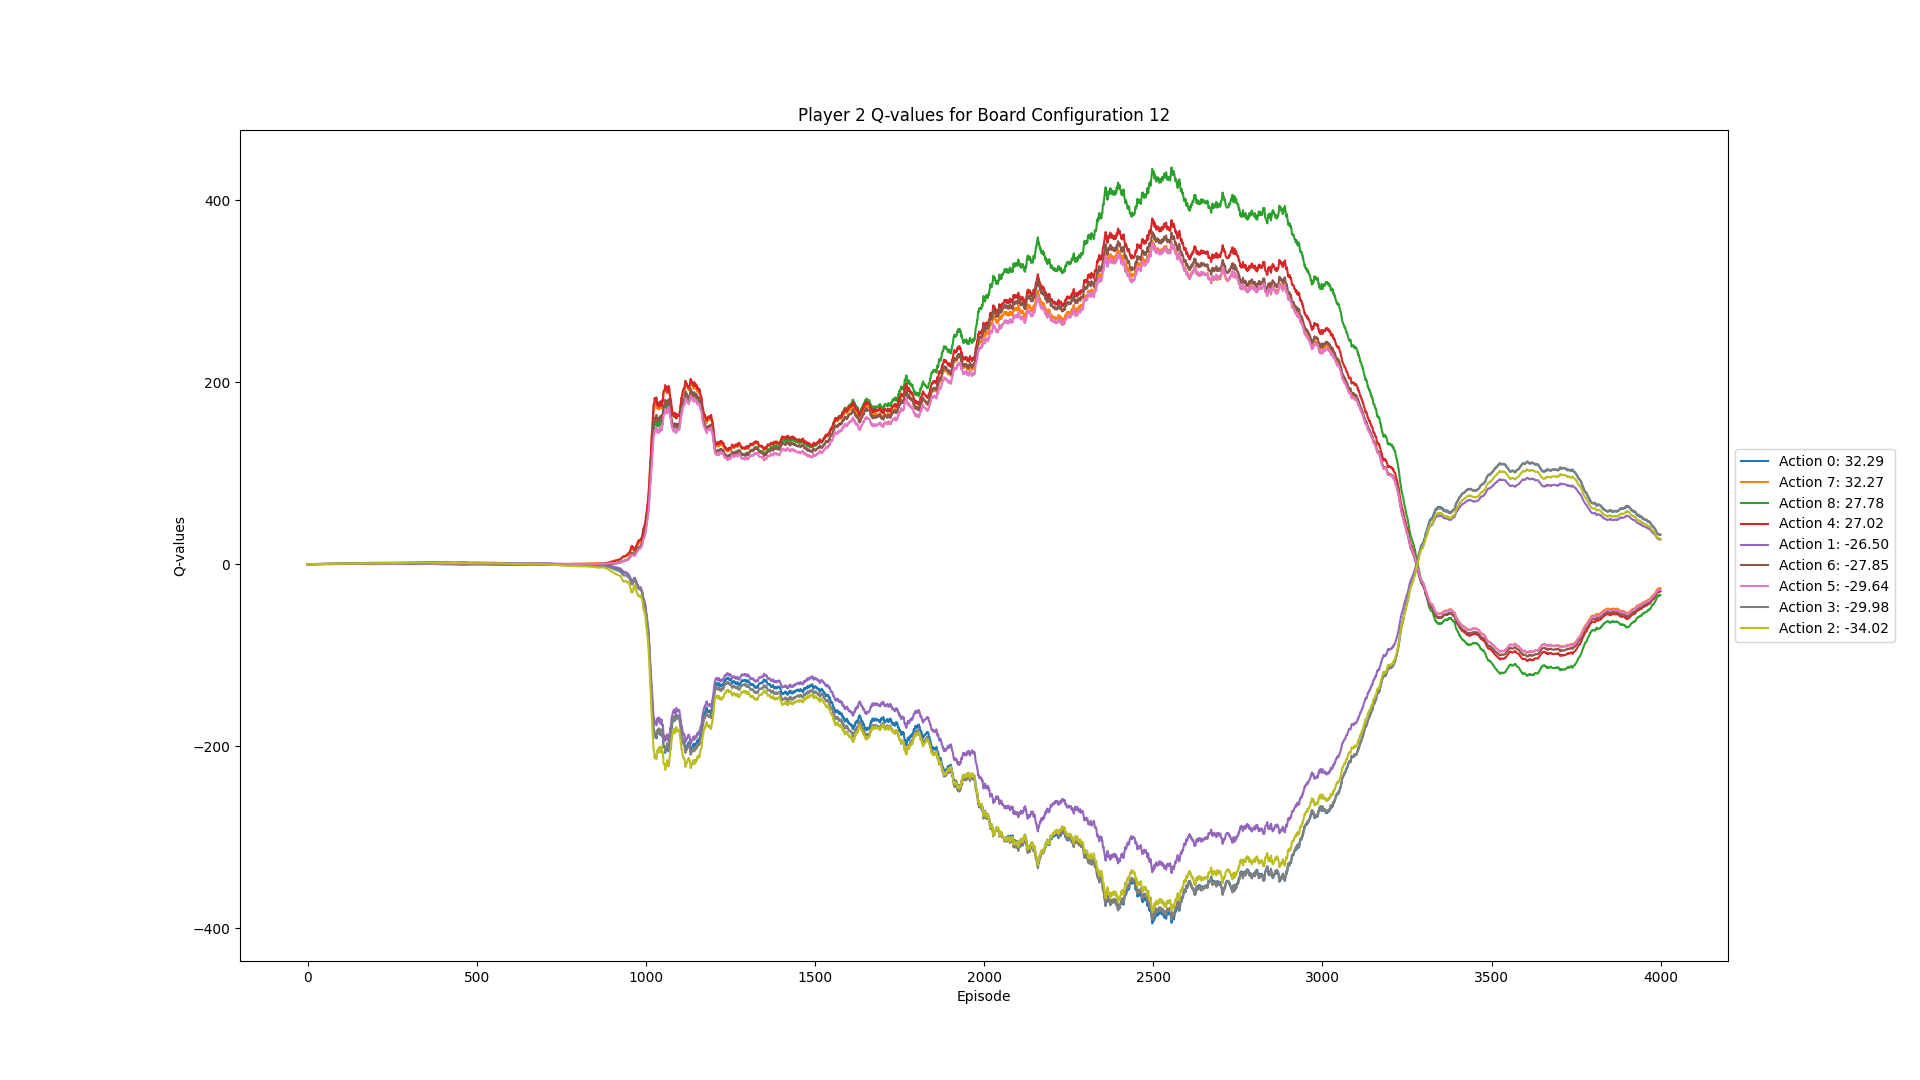 Player 2 Q-values for Board Configuration 12
Q-values
400
200
0
−200
−400
0
500
1000
1500
2000
2500
3000
3500
4000
Episode
Action 0: 32.29
Action 7: 32.27
Action 8: 27.78
Action 4: 27.02
Action 1: -26.50
Action 6: -27.85
Action 5: -29.64
Action 3: -29.98
Action 2: -34.02